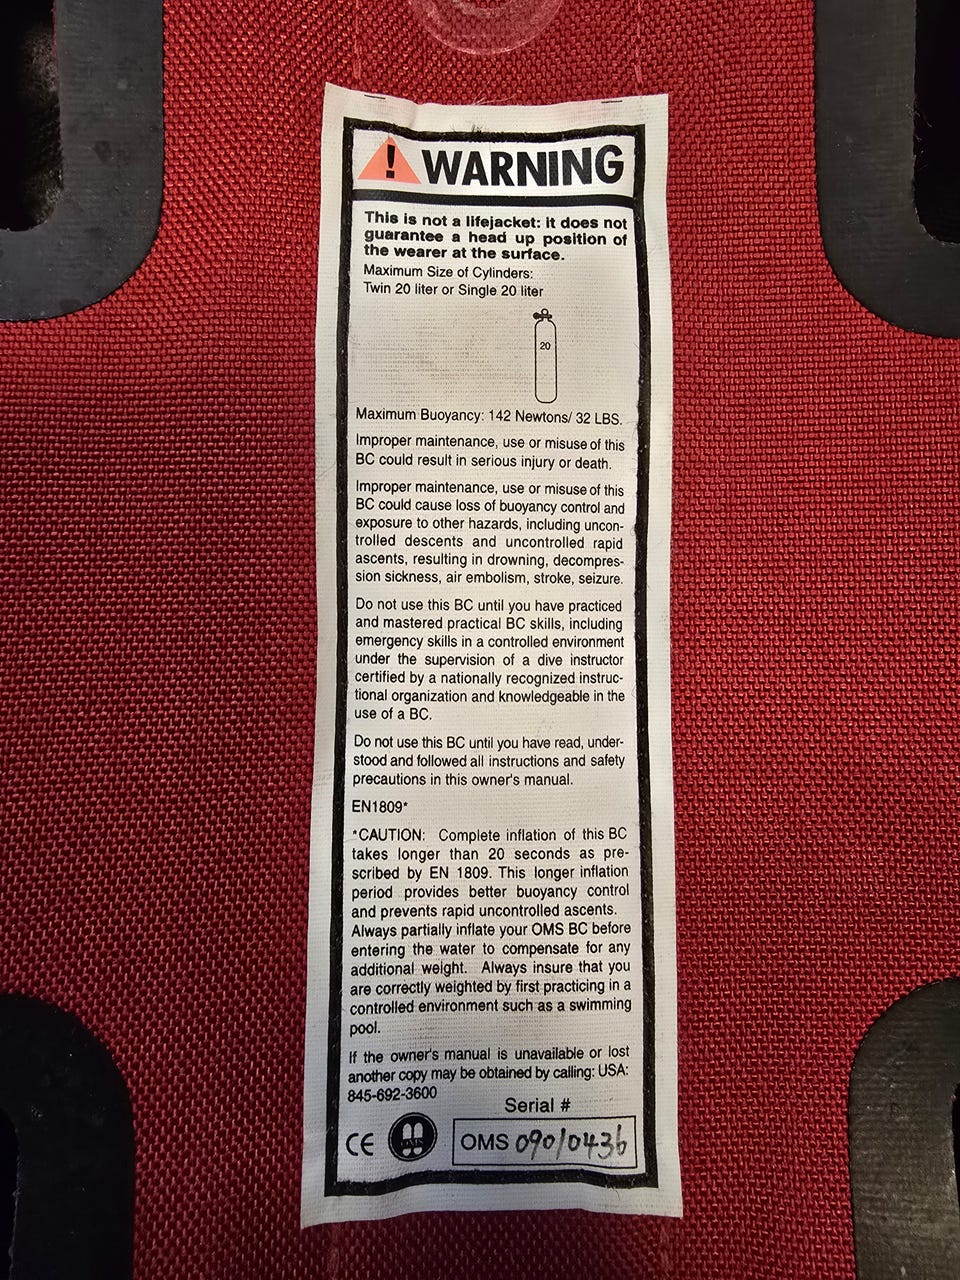 ! WARNING
This is not a lifejacket: it does not
guarantee a head up position of
the wearer at the surface.
Maximum Size of Cylinders:
Twin 20 liter or Single 20 liter
20
Maximum Buoyancy: 142 Newtons/ 32 LBS.
Improper maintenance, use or misuse of this
BC could result in serious injury or death.
Improper maintenance, use or misuse of this
BC could cause loss of buoyancy control and
exposure to other hazards, including uncon-
trolled descents and uncontrolled rapid
ascents, resulting in drowning, decompres-
sion sickness, air embolism, stroke, seizure.
Do not use this BC until you have practiced
and mastered practical BC skills, including
emergency skills in a controlled environment
under the supervision of a dive instructor
certified by a nationally recognized instruc-
tional organization and knowledgeable in the
use of a BC.
Do not use this BC until you have read, under-
stood and followed all instructions and safety
precautions in this owner's manual.
EN1809*
*CAUTION: Complete inflation of this BC
takes longer than 20 seconds as pre-
scribed by EN 1809. This longer inflation
period provides better buoyancy control
and prevents rapid uncontrolled ascents.
Always partially inflate your OMS BC before
entering the water to compensate for any
additional weight. Always insure that you
are correctly weighted by first practicing in a
controlled environment such as a swimming
pool.
If the owner's manual is unavailable or lost
another copy may be obtained by calling: USA:
845-692-3600
Serial #
CE OMS OMS 090/0436